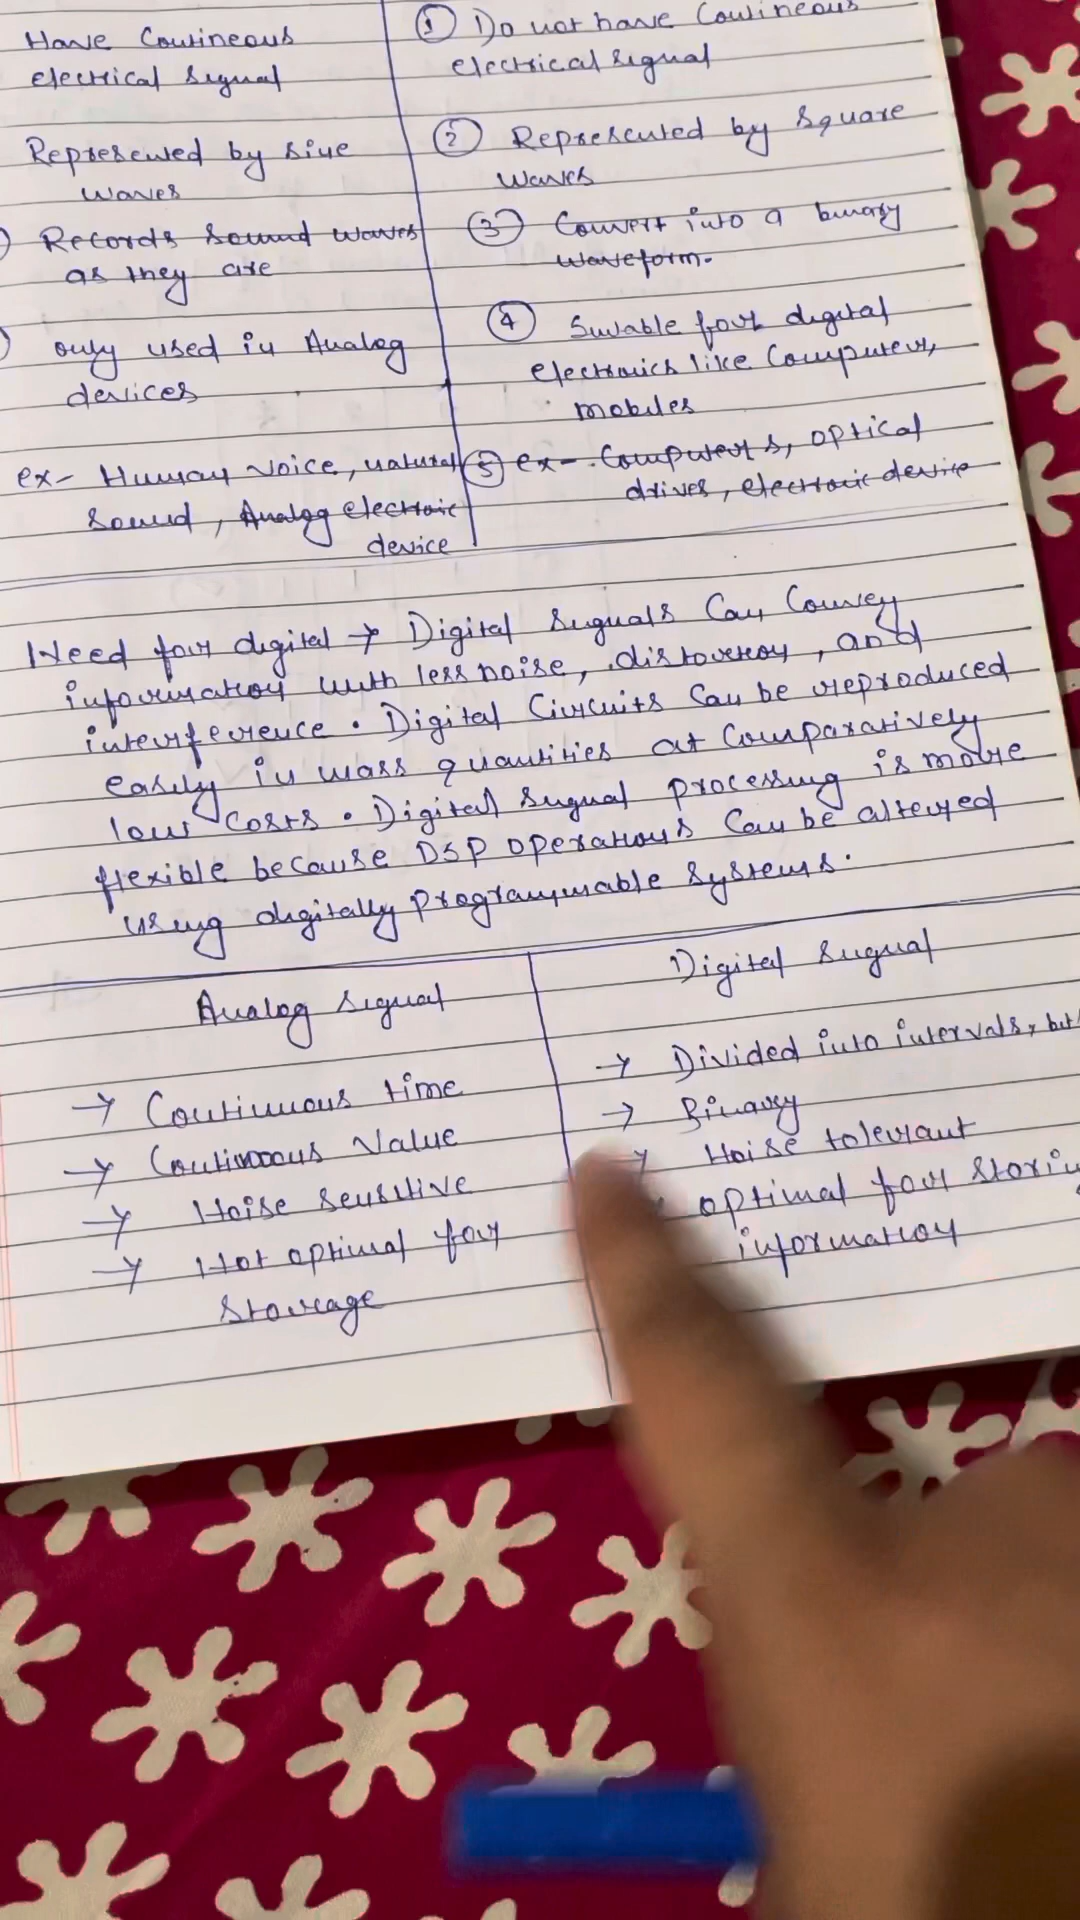 Have Contineous
electrical signal
Represented by sine
waves
Records sound waves
as they are
only used in Analog
devices
ex- Human voice, natural
sound, Analog electronic
device
① Do not have Contineous
electrical signal
② Represented by square
waves
③ Convert into a binary
waveform.
④ Suitable for digital
electronics like Computers,
mobiles
⑤ ex- Computers, optical
drives, electronic device
Need for digital → Digital signals Can Convey
information with less noise, distortion, and
interference. Digital Circuits Can be reproduced
easily in mass quantities at Comparatively
low Costs. Digital signal processing is more
flexible because DSP operations Can be altered
using digitally programmable systems.
Analog signal
→ Continuous time
→ Continuous Value
→ Noise sensitive
→ Not optimal for
storage
Digital signal
→ Divided into intervals, bit
→ Binary
Noise tolerant
optimal for storin
information